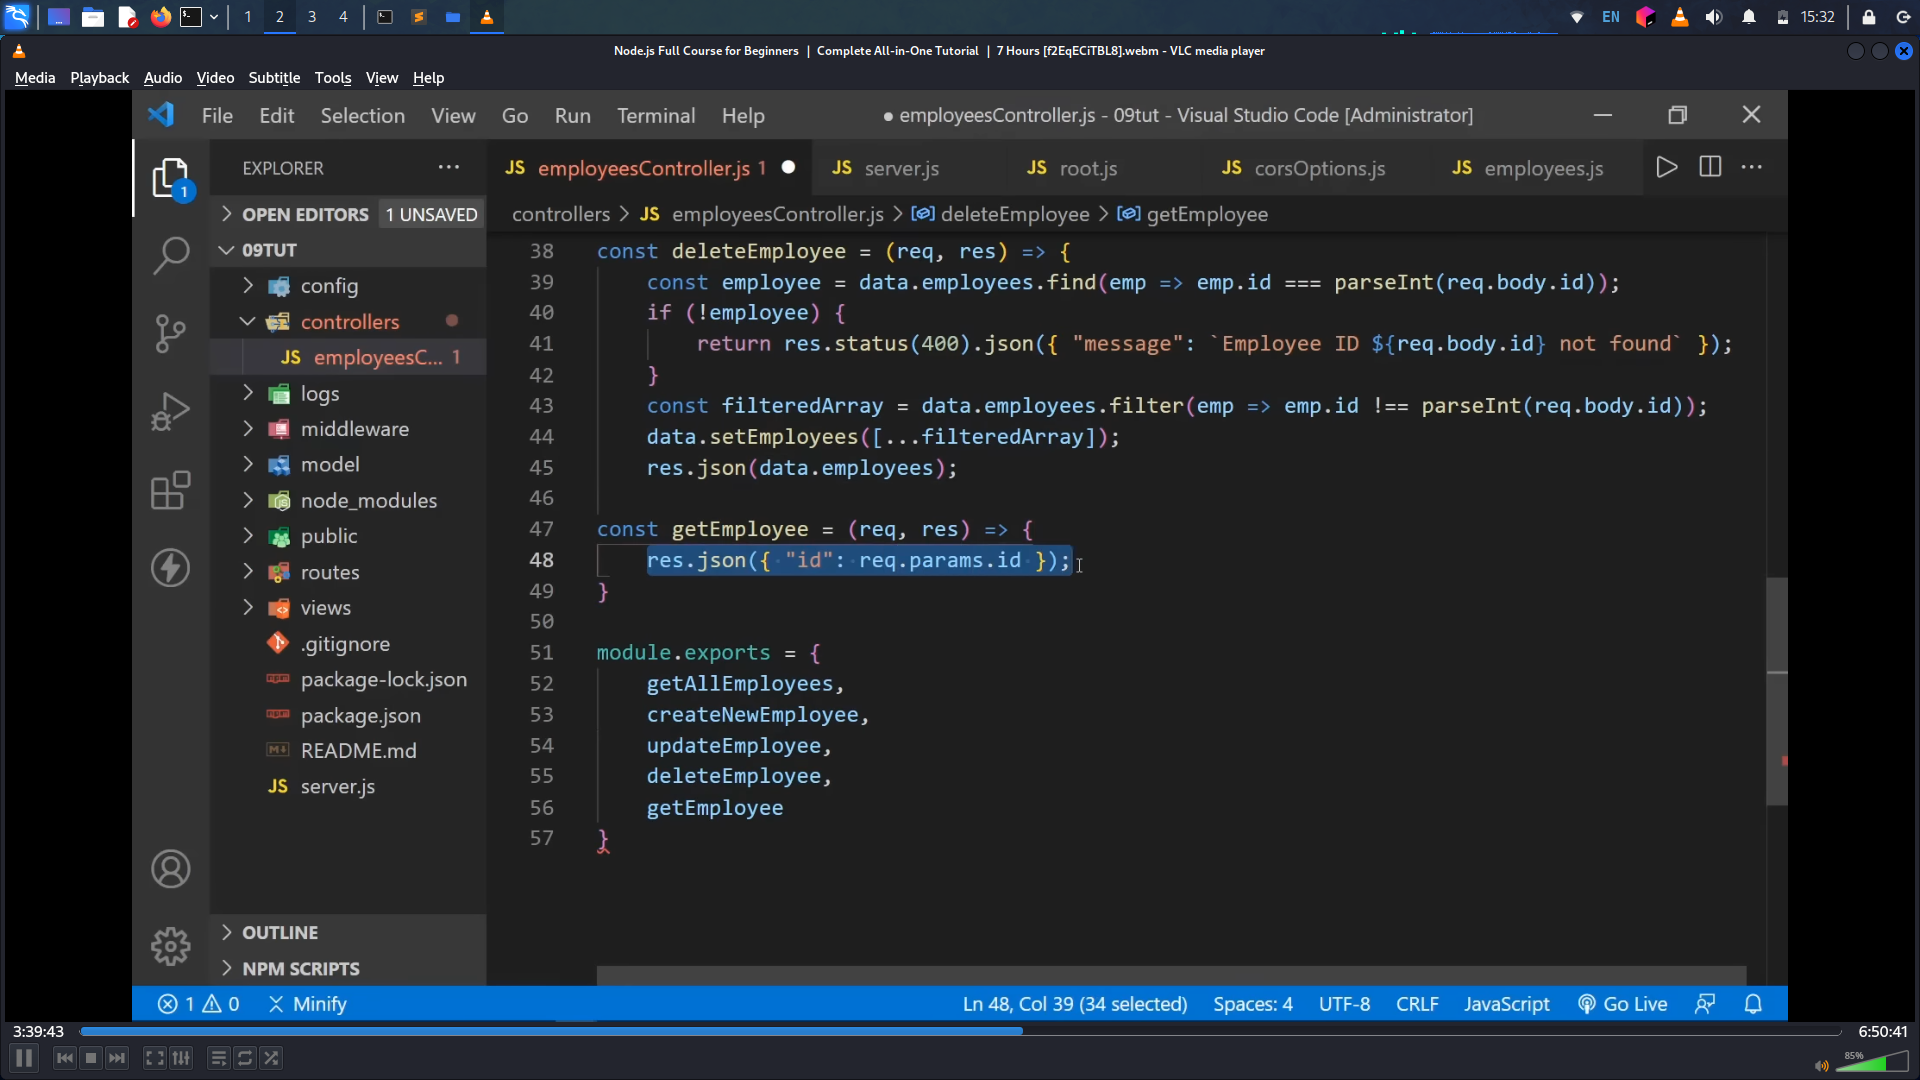 1 2 3 4 EN 15:32
Node.js Full Course for Beginners | Complete All-in-One Tutorial | 7 Hours [f2EqECiTBL8].webm - VLC media player
Media Playback Audio Video Subtitle Tools View Help
File Edit Selection View Go Run Terminal Help ● employeesController.js - 09tut - Visual Studio Code [Administrator]
EXPLORER ··· JS employeesController.js 1 JS server.js JS root.js JS corsOptions.js JS employees.js ···
1
OPEN EDITORS 1 UNSAVED
controllers > JS employeesController.js > deleteEmployee > getEmployee
09TUT
config
controllers
JS employeesC... 1
logs
middleware
model
node_modules
public
routes
views
.gitignore
package-lock.json
package.json
README.md
JS server.js
OUTLINE
NPM SCRIPTS
38 const deleteEmployee = (req, res) => {
39 const employee = data.employees.find(emp => emp.id === parseInt(req.body.id));
40 if (!employee) {
41 return res.status(400).json({ "message": `Employee ID ${req.body.id} not found` });
42 }
43 const filteredArray = data.employees.filter(emp => emp.id !== parseInt(req.body.id));
44 data.setEmployees([...filteredArray]);
45 res.json(data.employees);
46
47 const getEmployee = (req, res) => {
48 res.json({ "id": req.params.id });
49 }
50
51 module.exports = {
52 getAllEmployees,
53 createNewEmployee,
54 updateEmployee,
55 deleteEmployee,
56 getEmployee
57 }
1 0 Minify Ln 48, Col 39 (34 selected) Spaces: 4 UTF-8 CRLF JavaScript Go Live
3:39:43 6:50:41
85%